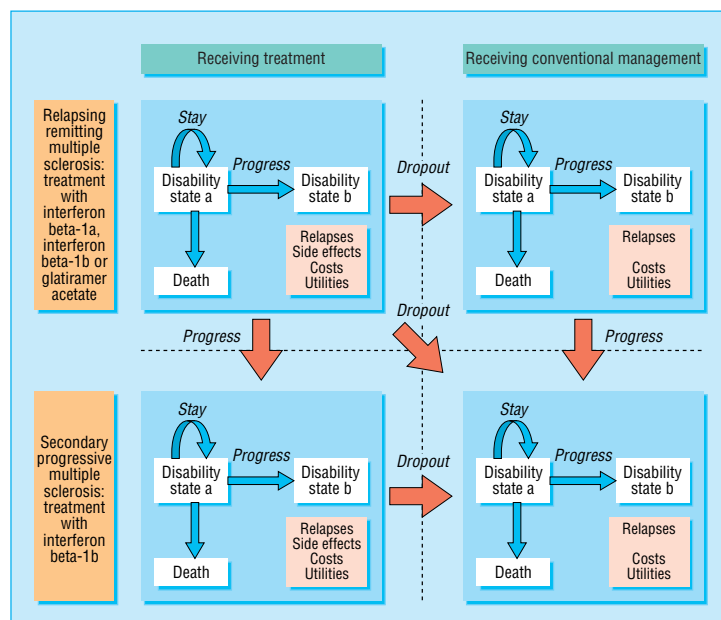 Receiving treatment
Receiving conventional management
Relapsing
remitting
multiple
sclerosis:
treatment
with
interferon
beta-1a,
interferon
beta-1b or
glatiramer
acetate
Stay
Progress
Disability
state a
Disability
state b
Death
Relapses
Side effects
Costs
Utilities
Dropout
Stay
Progress
Disability
state a
Disability
state b
Death
Relapses
Costs
Utilities
Progress
Dropout
Progress
Secondary
progressive
multiple
sclerosis:
treatment
with
interferon
beta-1b
Stay
Progress
Disability
state a
Disability
state b
Death
Relapses
Side effects
Costs
Utilities
Dropout
Stay
Progress
Disability
state a
Disability
state b
Death
Relapses
Costs
Utilities